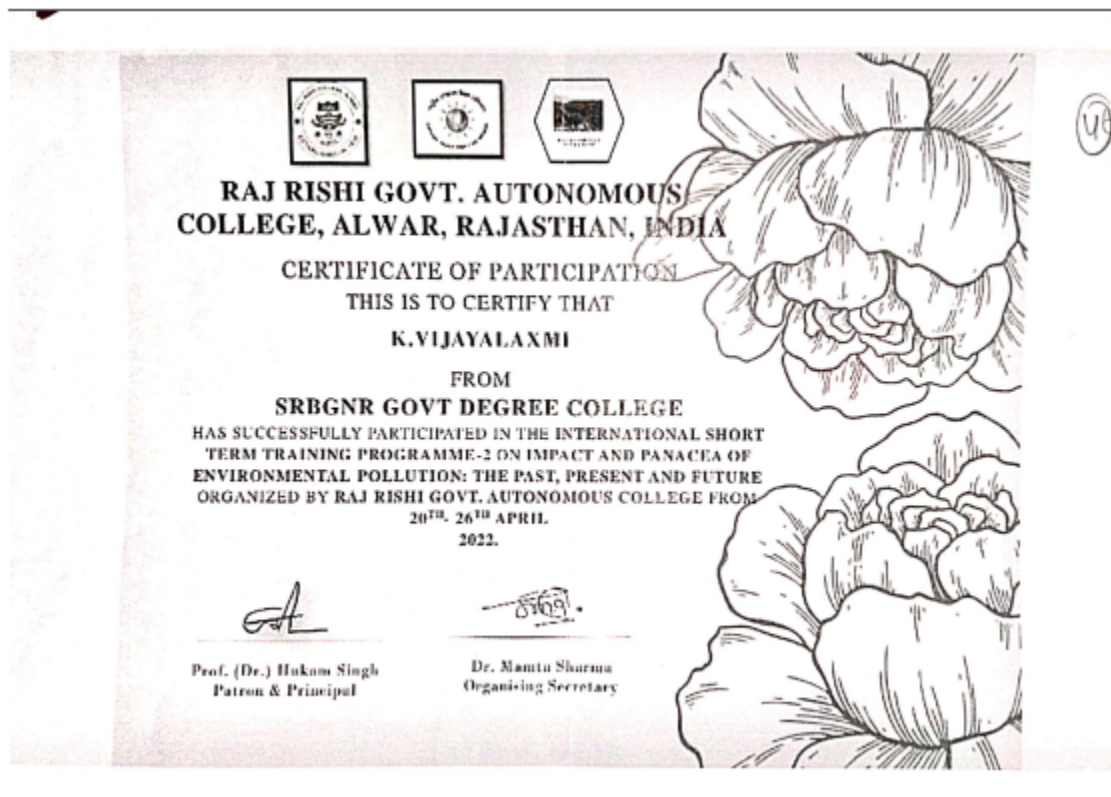 RAJ RISHI GOVT. AUTONOMOUS
COLLEGE, ALWAR, RAJASTHAN, INDIA
CERTIFICATE OF PARTICIPATION
THIS IS TO CERTIFY THAT
K.VIJAYALAXMI
FROM
SRBGNR GOVT DEGREE COLLEGE
HAS SUCCESSFULLY PARTICIPATED IN THE INTERNATIONAL SHORT
TERM TRAINING PROGRAMME-2 ON IMPACT AND PANACEA OF
ENVIRONMENTAL POLLUTION: THE PAST, PRESENT AND FUTURE
ORGANIZED BY RAJ RISHI GOVT. AUTONOMOUS COLLEGE FROM
20TH- 26TH APRIL
2022.
Prof. (Dr.) Hukam Singh
Patron & Principal
Dr. Mamta Sharma
Organising Secretary